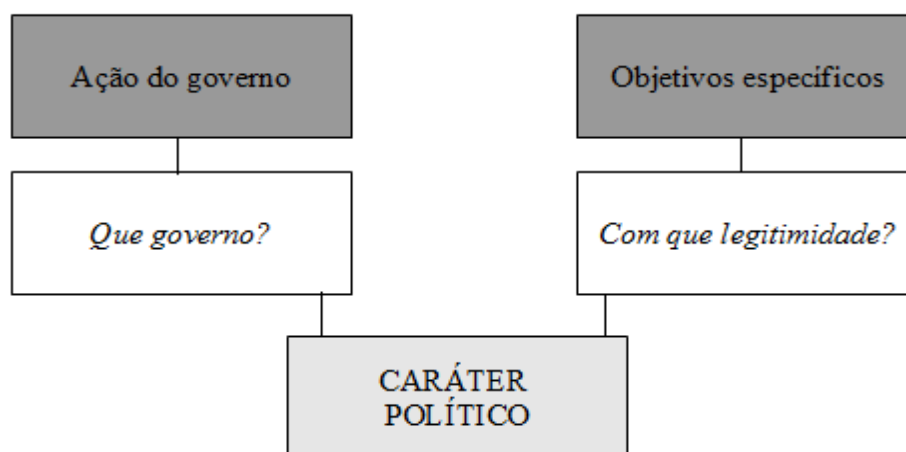 Ação do governo
Objetivos específicos
Que governo?
Com que legitimidade?
CARÁTER
POLÍTICO